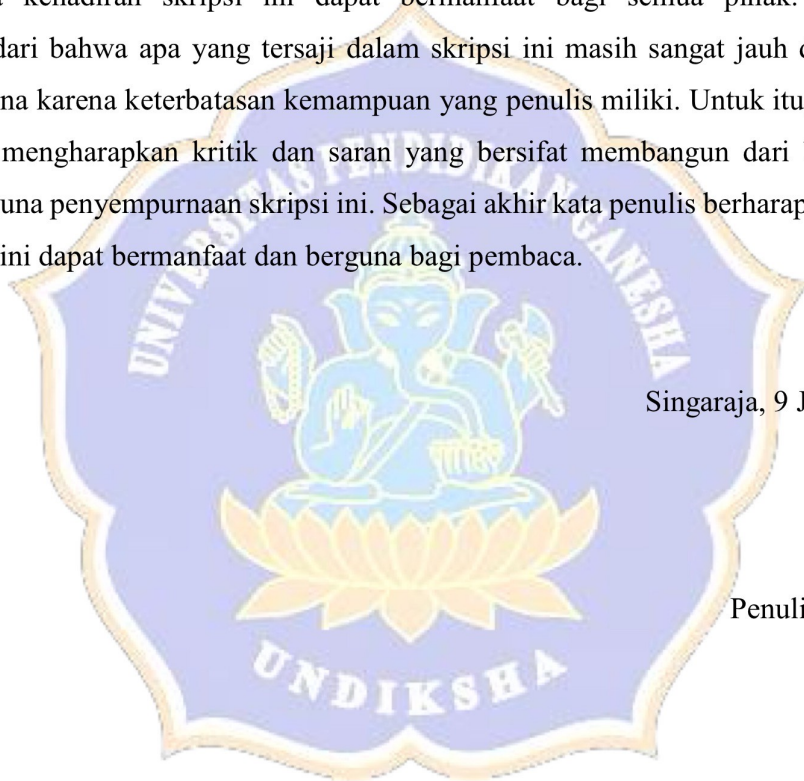 kehadiran skripsi ini dapat bermanfaat bagi semua pihak.
dari bahwa apa yang tersaji dalam skripsi ini masih sangat jauh
na karena keterbatasan kemampuan yang penulis miliki. Untuk itu
mengharapkan kritik dan saran yang bersifat membangun dari
una penyempurnaan skripsi ini. Sebagai akhir kata penulis berharap
ini dapat bermanfaat dan berguna bagi pembaca.
UNIVERSITAS PENDIDIKAN GANESHA
Singaraja, 9 J
Penuli
UNDIKSHA